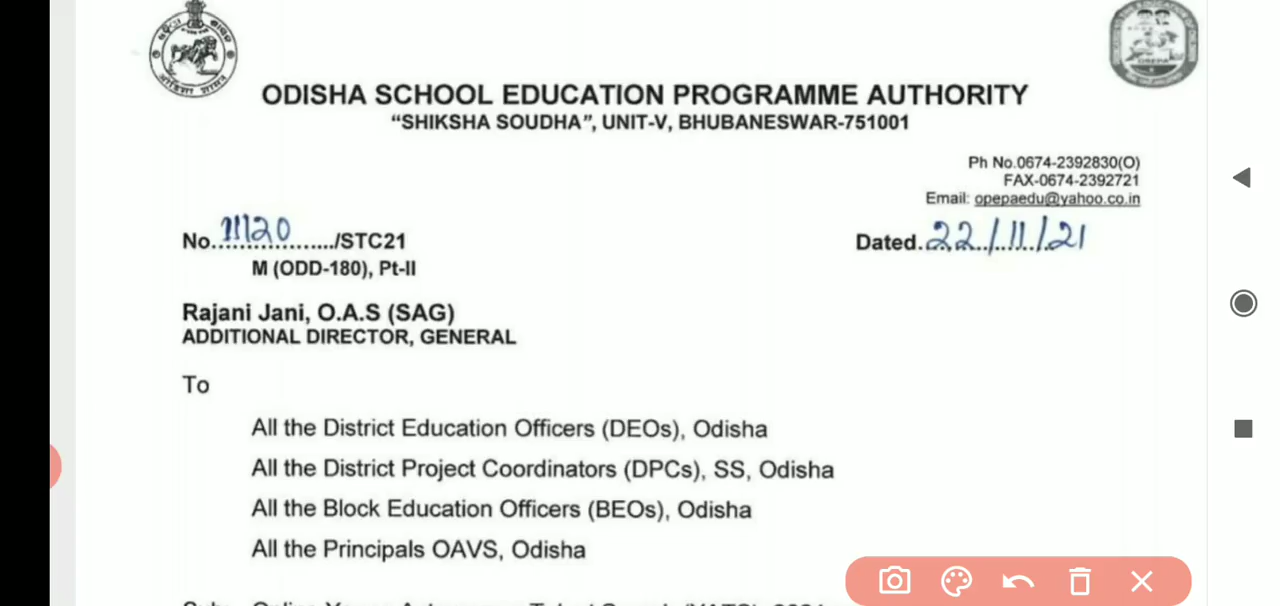 ODISHA SCHOOL EDUCATION PROGRAMME AUTHORITY
“SHIKSHA SOUDHA”, UNIT-V, BHUBANESWAR-751001
Ph No.0674-2392830(O)
FAX-0674-2392721
Email: opepaedu@yahoo.co.in
No. 11120/STC21
Dated. 22/11/21
M (ODD-180), Pt-II
Rajani Jani, O.A.S (SAG)
ADDITIONAL DIRECTOR, GENERAL
To
All the District Education Officers (DEOs), Odisha
All the District Project Coordinators (DPCs), SS, Odisha
All the Block Education Officers (BEOs), Odisha
All the Principals OAVS, Odisha